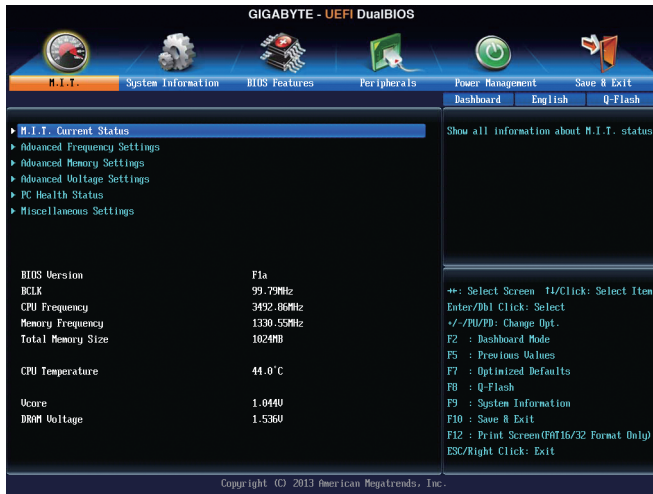 GIGABYTE - UEFI DualBIOS
M.I.T. System Information BIOS Features Peripherals Power Management Save & Exit
Dashboard English Q-Flash
M.I.T. Current Status
Advanced Frequency Settings
Advanced Memory Settings
Advanced Voltage Settings
PC Health Status
Miscellaneous Settings
BIOS Version F1a
BCLK 99.79MHz
CPU Frequency 3492.86MHz
Memory Frequency 1330.55MHz
Total Memory Size 1024MB
CPU Temperature 44.0°C
Vcore 1.044V
DRAM Voltage 1.536V
Show all information about M.I.T. status
→←: Select Screen ↑↓/Click: Select Item
Enter/Dbl Click: Select
+/-/PU/PD: Change Opt.
F2 : Dashboard Mode
F5 : Previous Values
F7 : Optimized Defaults
F8 : Q-Flash
F9 : System Information
F10 : Save & Exit
F12 : Print Screen(FAT16/32 Format Only)
ESC/Right Click: Exit
Copyright (C) 2013 American Megatrends, Inc.